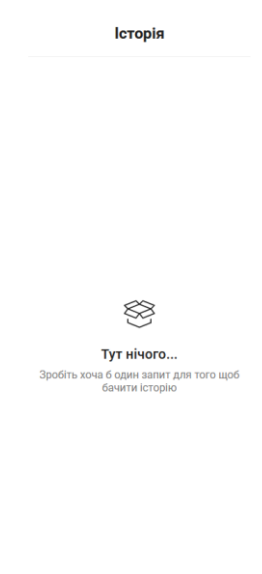 Історія
Тут нічого...
Зробіть хоча б один запит для того щоб
бачити історію